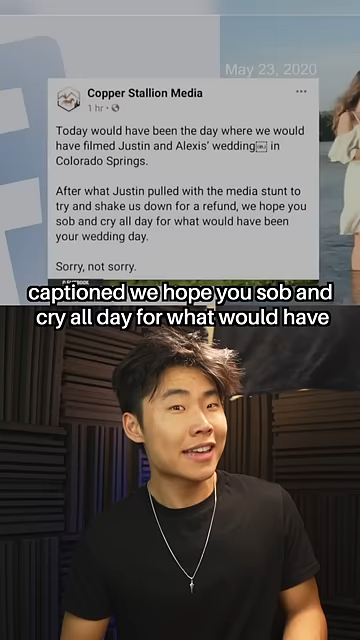 May 23, 2020
Copper Stallion Media
1 hr
Today would have been the day where we would
have filmed Justin and Alexis' wedding in
Colorado Springs.
After what Justin pulled with the media stunt to
try and shake us down for a refund, we hope you
sob and cry all day for what would have been
your wedding day.
Sorry, not sorry.
captioned we hope you sob and
cry all day for what would have